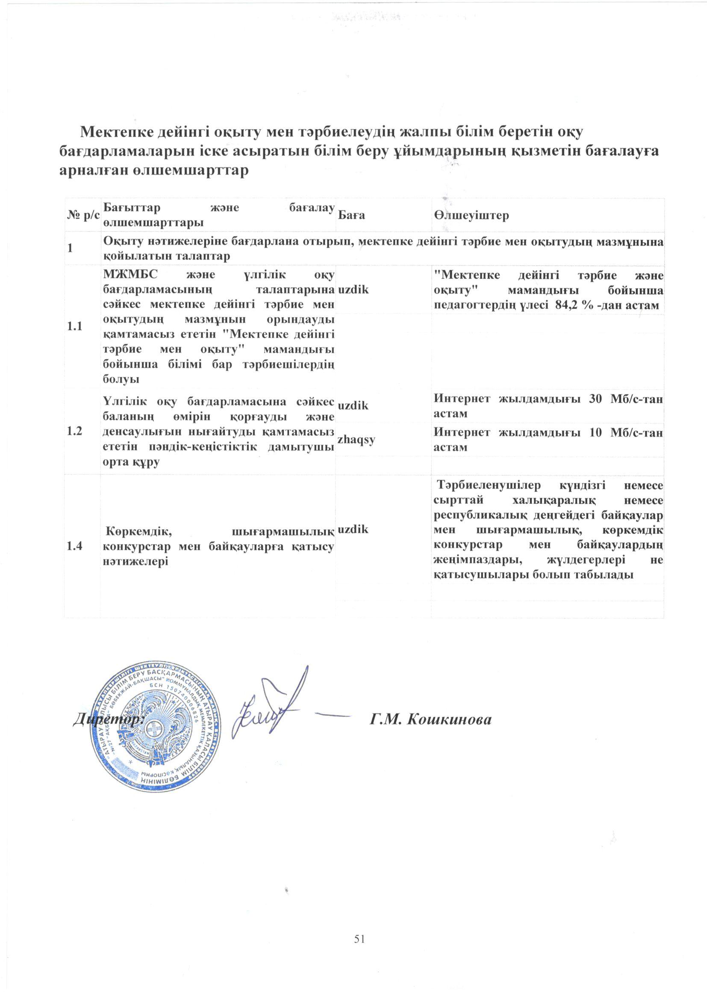 Мектепке дейінгі оқыту мен тәрбиелеудің жалпы білім беретін оқу
бағдарламаларын іске асыратын білім беру ұйымдарының қызметін бағалауға
арналған өлшемшарттар
№ р/с
Бағыттар және бағалау
өлшемшарттары
Баға
Өлшеуіштер
1
Оқыту нәтижелеріне бағдарлана отырып, мектепке дейінгі тәрбие мен оқытудың мазмұнына
қойылатын талаптар
1.1
МЖМБС және үлгілік оқу
бағдарламасының талаптарына
сәйкес мектепке дейінгі тәрбие мен
оқытудың мазмұнын орындауды
қамтамасыз ететін "Мектепке дейінгі
тәрбие мен оқыту" мамандығы
бойынша білімі бар тәрбиешілердің
болуы
uzdik
"Мектепке дейінгі тәрбие және
оқыту" мамандығы бойынша
педагогтердің үлесі 84,2 % -дан астам
1.2
Үлгілік оқу бағдарламасына сәйкес
баланың өмірін қорғауды және
денсаулығын нығайтуды қамтамасыз
ететін пәндік-кеңістіктік дамытушы
орта құру
uzdik
Интернет жылдамдығы 30 Мб/с-тан
астам
zhaqsy
Интернет жылдамдығы 10 Мб/с-тан
астам
1.4
Көркемдік, шығармашылық
конкурстар мен байқауларға қатысу
нәтижелері
uzdik
Тәрбиеленушілер күндізгі немесе
сырттай халықаралық немесе
республикалық деңгейдегі байқаулар
мен шығармашылық, көркемдік
конкурстар мен байқаулардың
жеңімпаздары, жүлдегерлері не
қатысушылары болып табылады
"АТЫРАУ ОБЛЫСЫ БІЛІМ БЕРУ БАСҚАРМАСЫНЫҢ АТЫРАУ ҚАЛАСЫ БІЛІМ БӨЛІМІНІҢ
БӨБЕКЖАЙ-БАҚШАСЫ" КОММУНАЛДЫҚ МЕМЛЕКЕТТІК ҚАЗЫНАЛЫҚ КӘСІПОРНЫ
БСН 150740006826
QAZAQSTAN
Диретор:
Г.М. Кошкинова
51